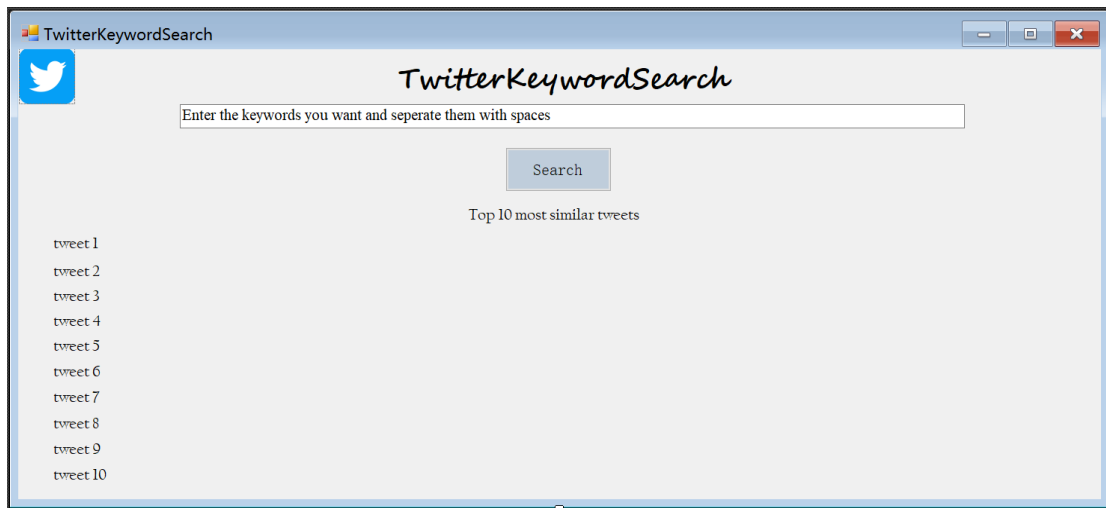 TwitterKeywordSearch
TwitterKeywordSearch
Enter the keywords you want and seperate them with spaces
Search
Top 10 most similar tweets
tweet 1
tweet 2
tweet 3
tweet 4
tweet 5
tweet 6
tweet 7
tweet 8
tweet 9
tweet 10